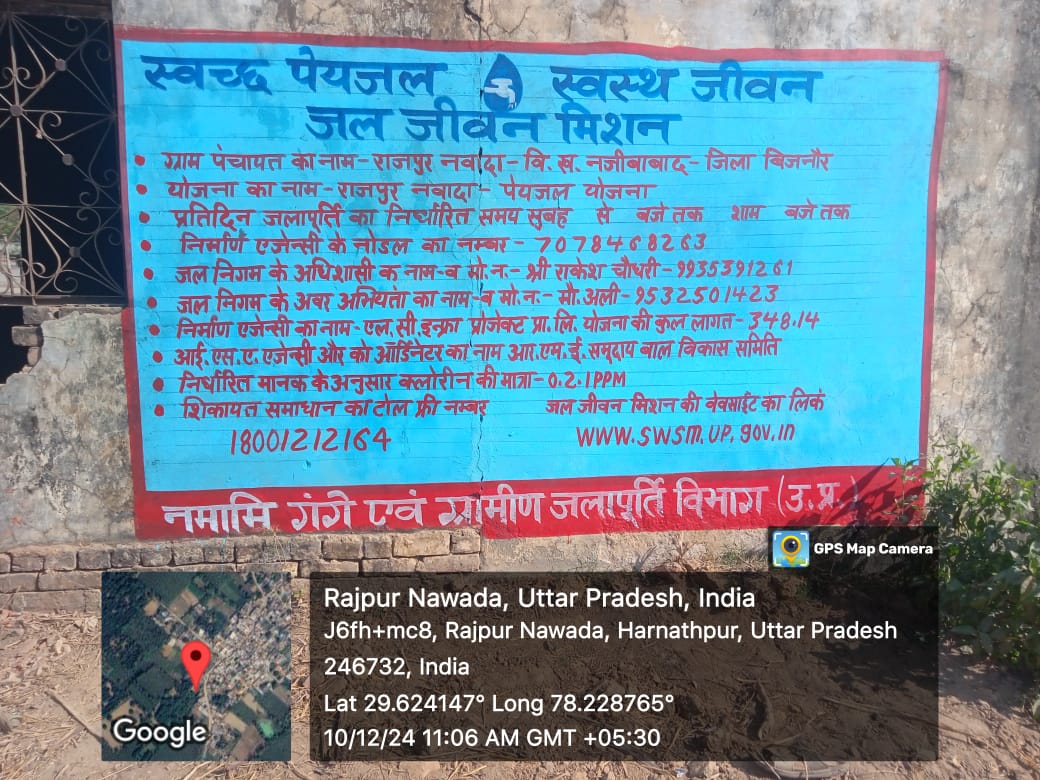 स्वच्छ पेयजल स्वस्थ जीवन
जल जीवन मिशन
• ग्राम पंचायत का नाम - राजपुर नवादा - वि. ख. नजीबाबाद - जिला बिजनौर
• योजना का नाम - राजपुर नवादा - पेयजल योजना
• प्रतिदिन जलापूर्ति का निर्धारित समय सुबह से बजे तक शाम बजे तक
• निर्माण एजेन्सी के नोडल का नम्बर - 7078468263
• जल निगम के अधिशासी क नाम - व मो. न. - श्री राकेश चौधरी - 9935391261
• जल निगम के अवर अभियंता का नाम - व मो. न. - मौ. अली - 9532501423
• निर्माण एजेन्सी का नाम - एल. सी. इन्फ्रा प्रोजेक्ट प्रा. लि. योजना की कुल लागत - 348.14
• आई. एस. ए. एजेन्सी और को ऑर्डिनेटर का नाम आर. एम. ई. समुदाय बाल विकास समिति
• निर्धारित मानक के अनुसार क्लोरीन की मात्रा - 0.2.1PPM
• शिकायत समाधान का टोल फ्री नम्बर जल जीवन मिशन की वेवसाईट का लिकं
18001212164 WWW.SWSM.UP.gov.in
नमामि गंगे एवं ग्रामीण जलापूर्ति विभाग (उ.प्र.)
GPS Map Camera
Rajpur Nawada, Uttar Pradesh, India
J6fh+mc8, Rajpur Nawada, Harnathpur, Uttar Pradesh
246732, India
Lat 29.624147° Long 78.228765°
10/12/24 11:06 AM GMT +05:30
Google